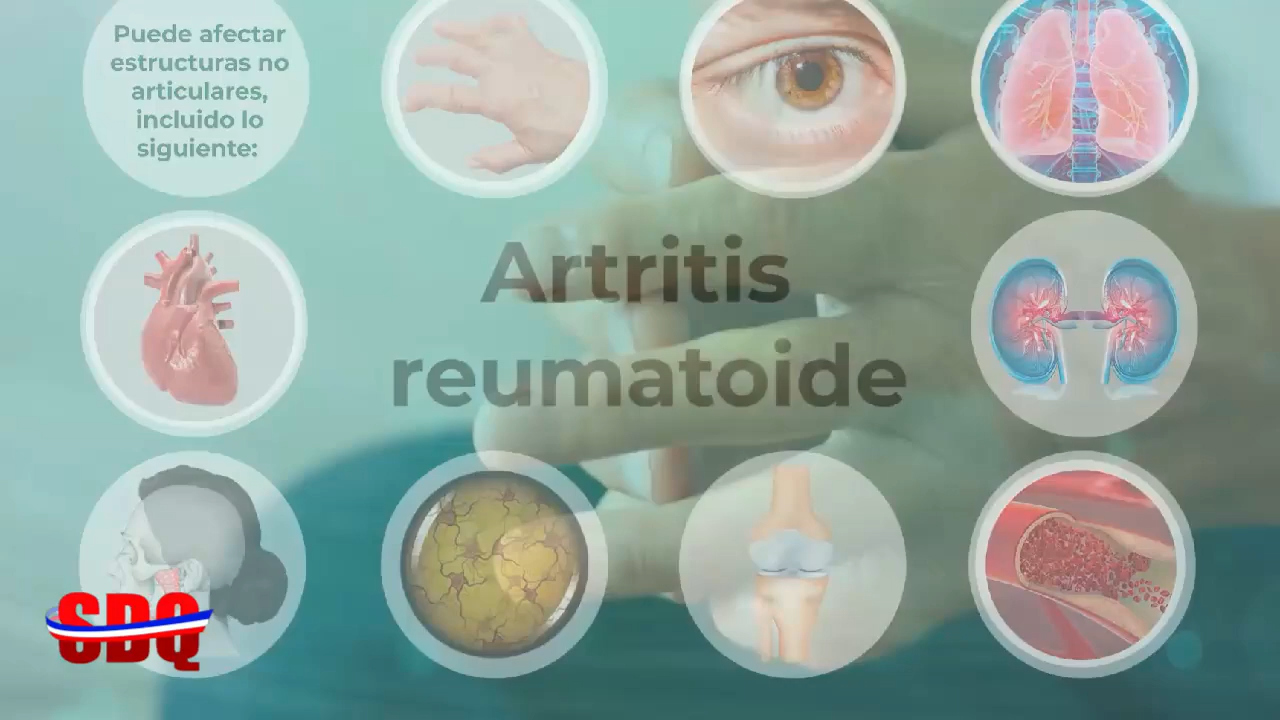 Puede afectar
estructuras no
articulares,
incluido lo
siguiente:
Artritis
reumatoide
SDQ